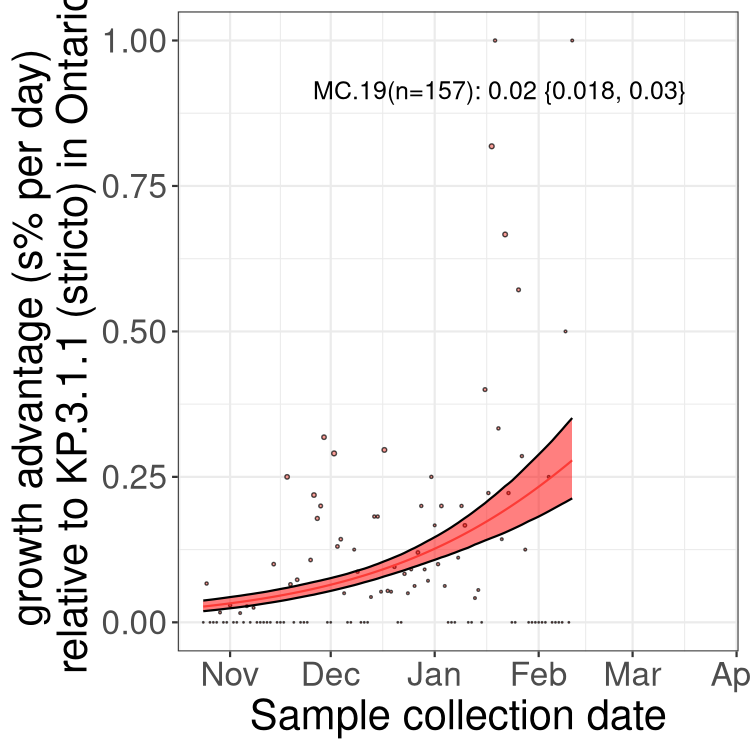 growth advantage (s% per day)
relative to KP.3.1.1 (stricto) in Ontario
1.00
MC.19(n=157): 0.02 {0.018, 0.03}
0.75
0.50
0.25
0.00
Nov Dec Jan Feb Mar Ap
Sample collection date